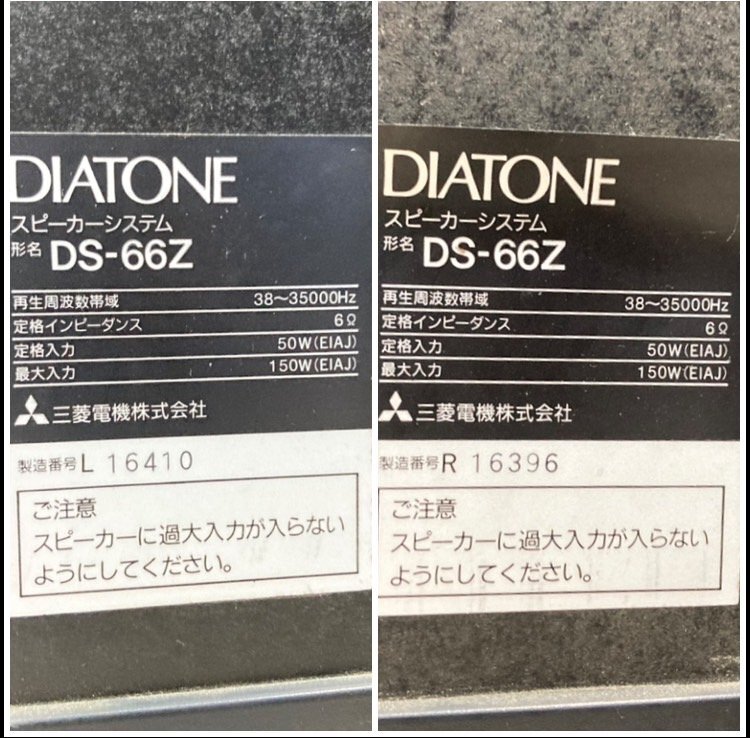 DIATONE
スピーカーシステム
形名 DS-66Z
再生周波数帯域 38〜35000Hz
定格インピーダンス 6Ω
定格入力 50W(EIAJ)
最大入力 150W(EIAJ)
三菱電機株式会社
製造番号 L 16410
ご注意
スピーカーに過大入力が入らない
ようにしてください。
DIATONE
スピーカーシステム
形名 DS-66Z
再生周波数帯域 38〜35000Hz
定格インピーダンス 6Ω
定格入力 50W(EIAJ)
最大入力 150W(EIAJ)
三菱電機株式会社
製造番号 R 16396
ご注意
スピーカーに過大入力が入らない
ようにしてください。